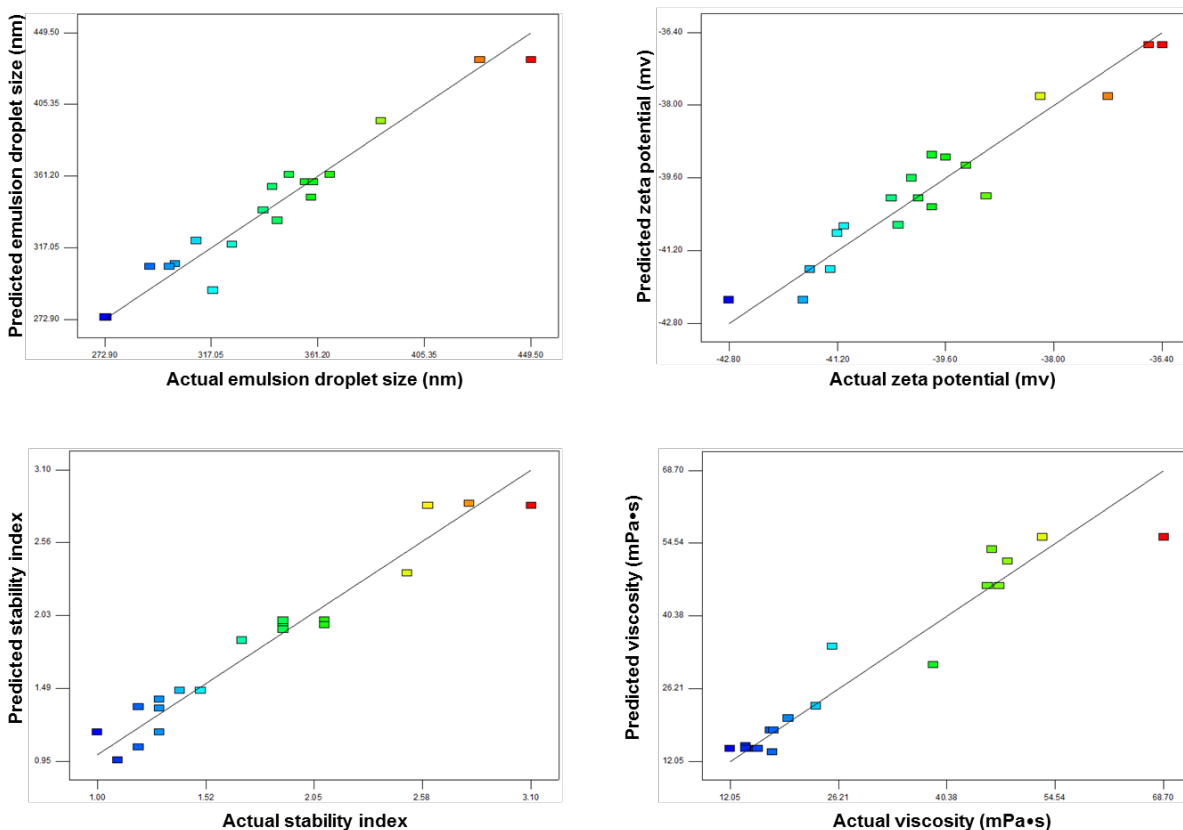 Predicted emulsion droplet size (nm)
449.50
405.35
361.20
317.05
272.90
272.90 317.05 361.20 405.35 449.50
Actual emulsion droplet size (nm)
Predicted zeta potential (mv)
-36.40
-38.00
-39.60
-41.20
-42.80
-42.80 -41.20 -39.60 -38.00 -36.40
Actual zeta potential (mv)
Predicted stability index
3.10
2.56
2.03
1.49
0.95
1.00 1.52 2.05 2.58 3.10
Actual stability index
Predicted viscosity (mPa•s)
68.70
54.54
40.38
26.21
12.05
12.05 26.21 40.38 54.54 68.70
Actual viscosity (mPa•s)